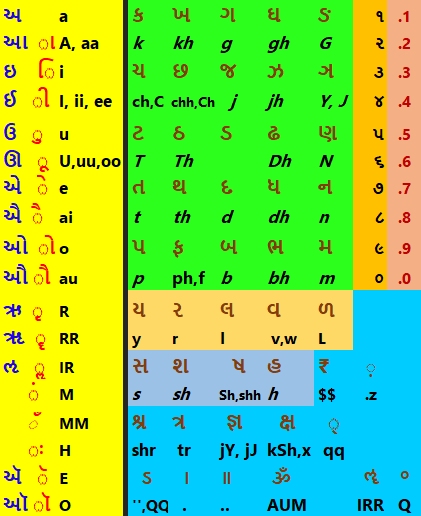 અ a ક ખ ગ ઘ ઙ ૧ .1
આ ા A, aa k kh g gh G ૨ .2
ઇ િ i ચ છ જ ઝ ઞ ૩ .3
ઈ ી I, ii, ee ch,C chh,Ch j jh Y, J ૪ .4
ઉ ુ u ટ ઠ ડ ઢ ણ ૫ .5
ઊ ૂ U,uu,oo T Th Dh N ૬ .6
એ ે e ત થ દ ધ ન ૭ .7
ઐ ૈ ai t th d dh n ૮ .8
ઓ ો o પ ફ બ ભ મ ૯ .9
ઔ ૌ au p ph,f b bh m ૦ .0
ઋ ૃ R ય ર લ વ ળ
ૠ ૄ RR y r l v,w L
ઌ ૢ lR સ શ ષ હ ₹ ઼
ં M s sh Sh,shh h $$ .z
ઁ MM શ્ર ત્ર જ્ઞ ક્ષ
ઃ H shr tr jY, jJ kSh,x qq
ઍ ૅ E ઽ । ॥ ૐ ૡ °
ઑ ૉ O '',QQ . .. AUM lRR Q